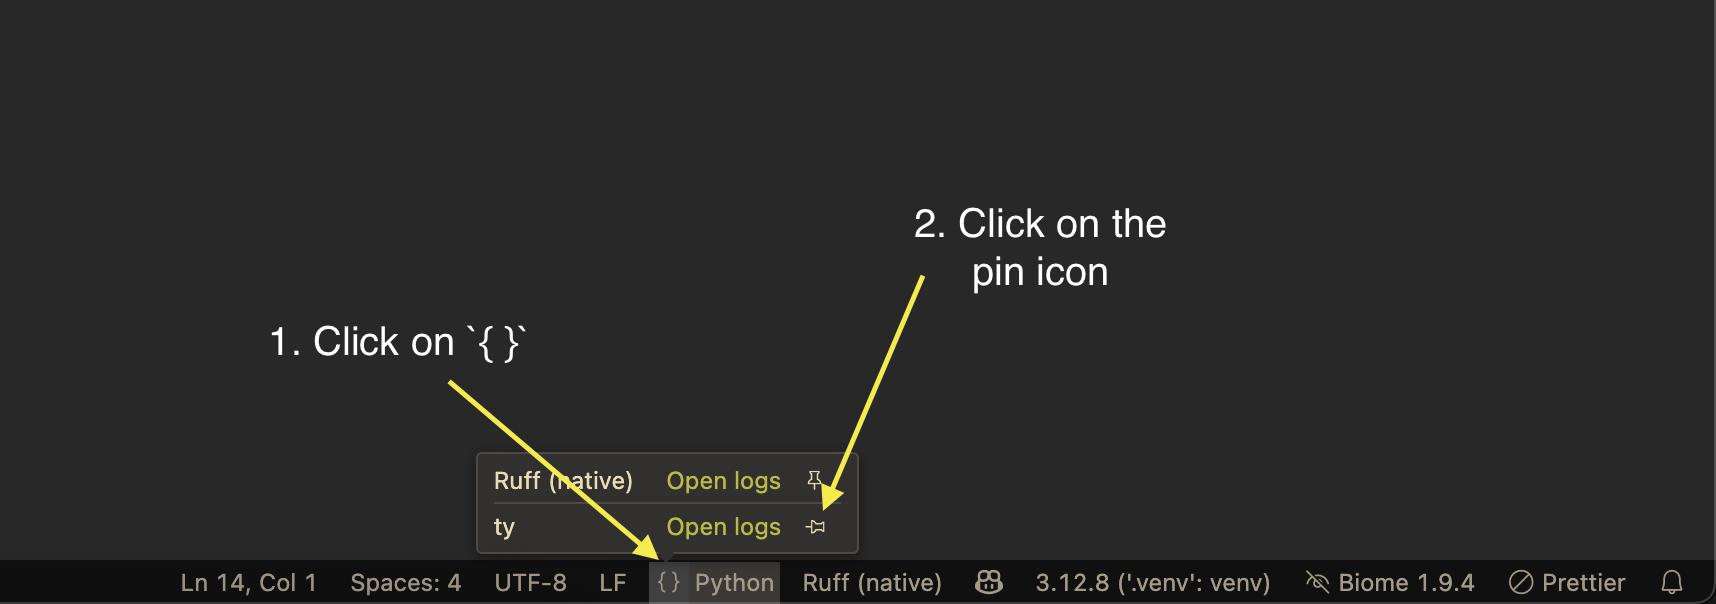 2. Click on the
pin icon
1. Click on `{ }`
Ruff (native) Open logs
ty Open logs
Ln 14, Col 1 Spaces: 4 UTF-8 LF {} Python Ruff (native) 3.12.8 ('.venv': venv) Biome 1.9.4 Prettier